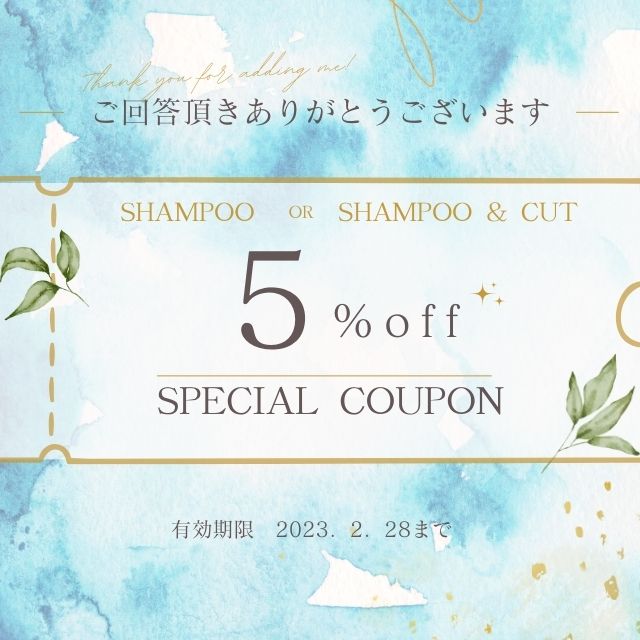 thank you for adding me!
ご回答頂きありがとうございます
SHAMPOO OR SHAMPOO & CUT
5 %off
SPECIAL COUPON
有効期限 2023. 2. 28まで